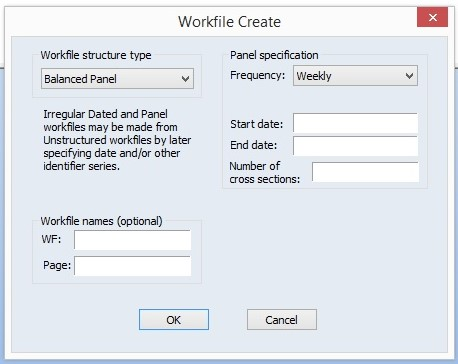 Workfile Create
Workfile structure type
Balanced Panel
Irregular Dated and Panel
workfiles may be made from
Unstructured workfiles by later
specifying date and/or other
identifier series.
Panel specification
Frequency: Weekly
Start date:
End date:
Number of
cross sections:
Workfile names (optional)
WF:
Page:
OK
Cancel